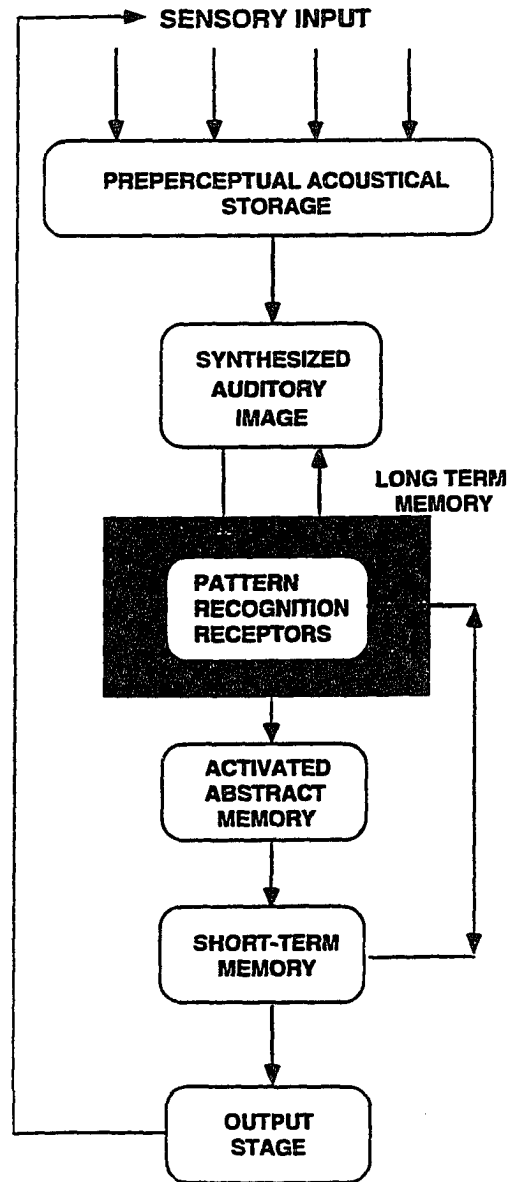 SENSORY INPUT
PREPERCEPTUAL ACOUSTICAL
STORAGE
SYNTHESIZED
AUDITORY
IMAGE
LONG TERM
MEMORY
PATTERN
RECOGNITION
RECEPTORS
ACTIVATED
ABSTRACT
MEMORY
SHORT-TERM
MEMORY
OUTPUT
STAGE